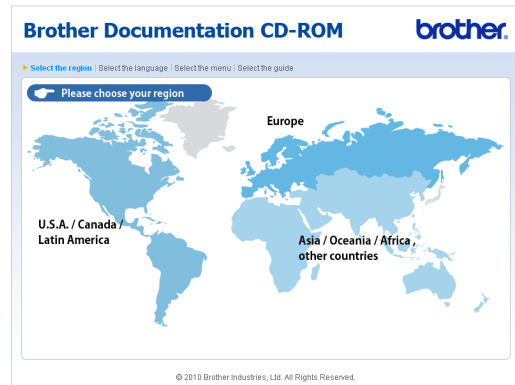 Brother Documentation CD-ROM
brother.
Select the region | Select the language | Select the menu | Select the guide
Please choose your region
Europe
U.S.A. / Canada /
Latin America
Asia / Oceania / Africa ,
other countries
© 2010 Brother Industries, Ltd. All Rights Reserved.